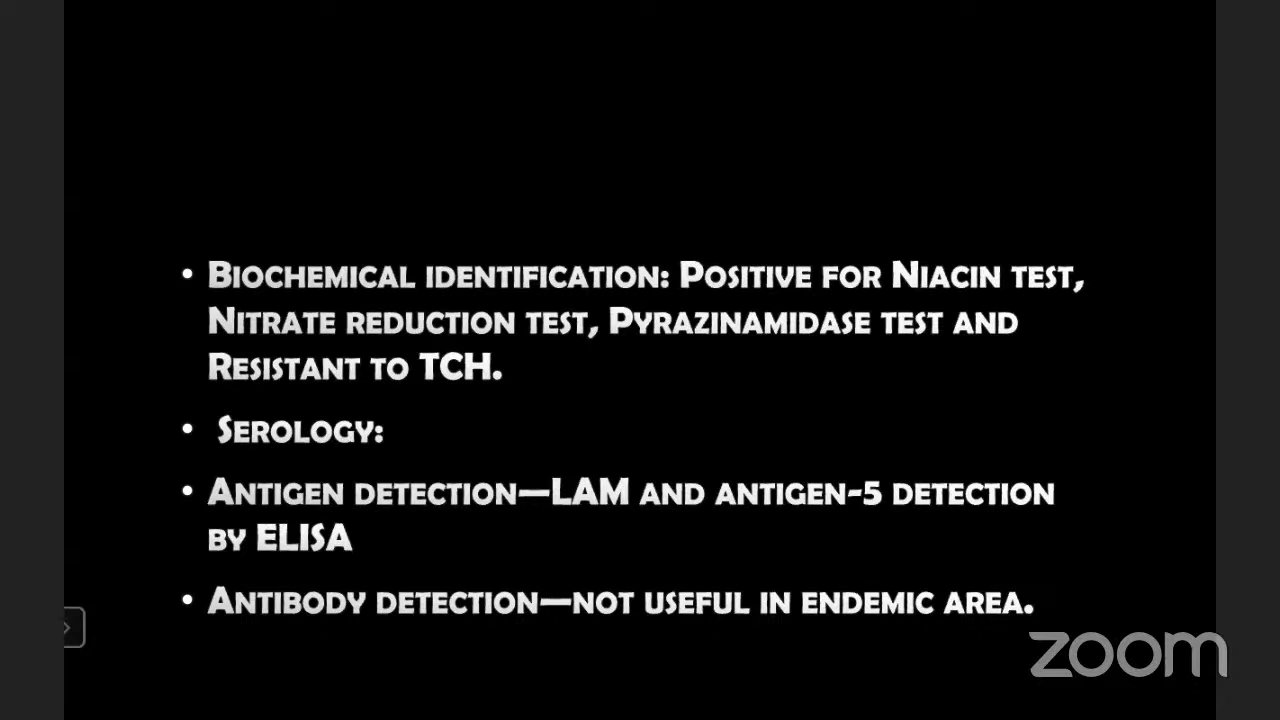 • Biochemical identification: Positive for Niacin test,
Nitrate reduction test, Pyrazinamidase test and
Resistant to TCH.
• Serology:
• Antigen detection—LAM and antigen-5 detection
by ELISA
• Antibody detection—not useful in endemic area.
zoom